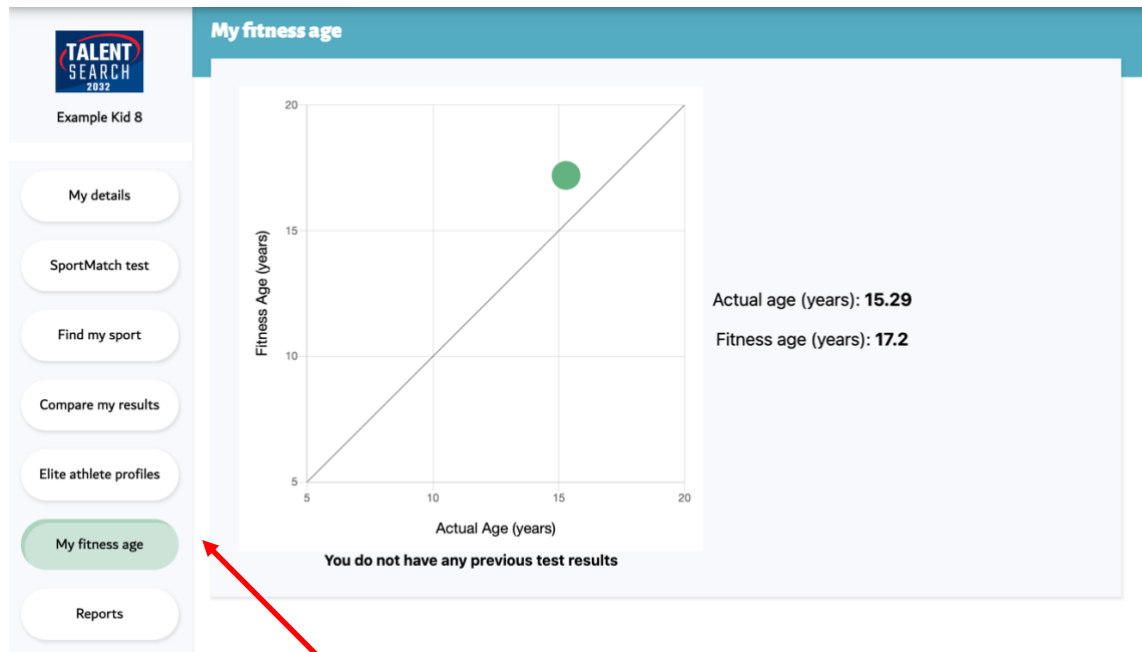 My fitness age
TALENT
SEARCH
2032
Example Kid 8
My details
SportMatch test
Find my sport
Compare my results
Elite athlete profiles
My fitness age
Reports
20
15
10
5
Fitness Age (years)
5 10 15 20
Actual Age (years)
You do not have any previous test results
Actual age (years): 15.29
Fitness age (years): 17.2